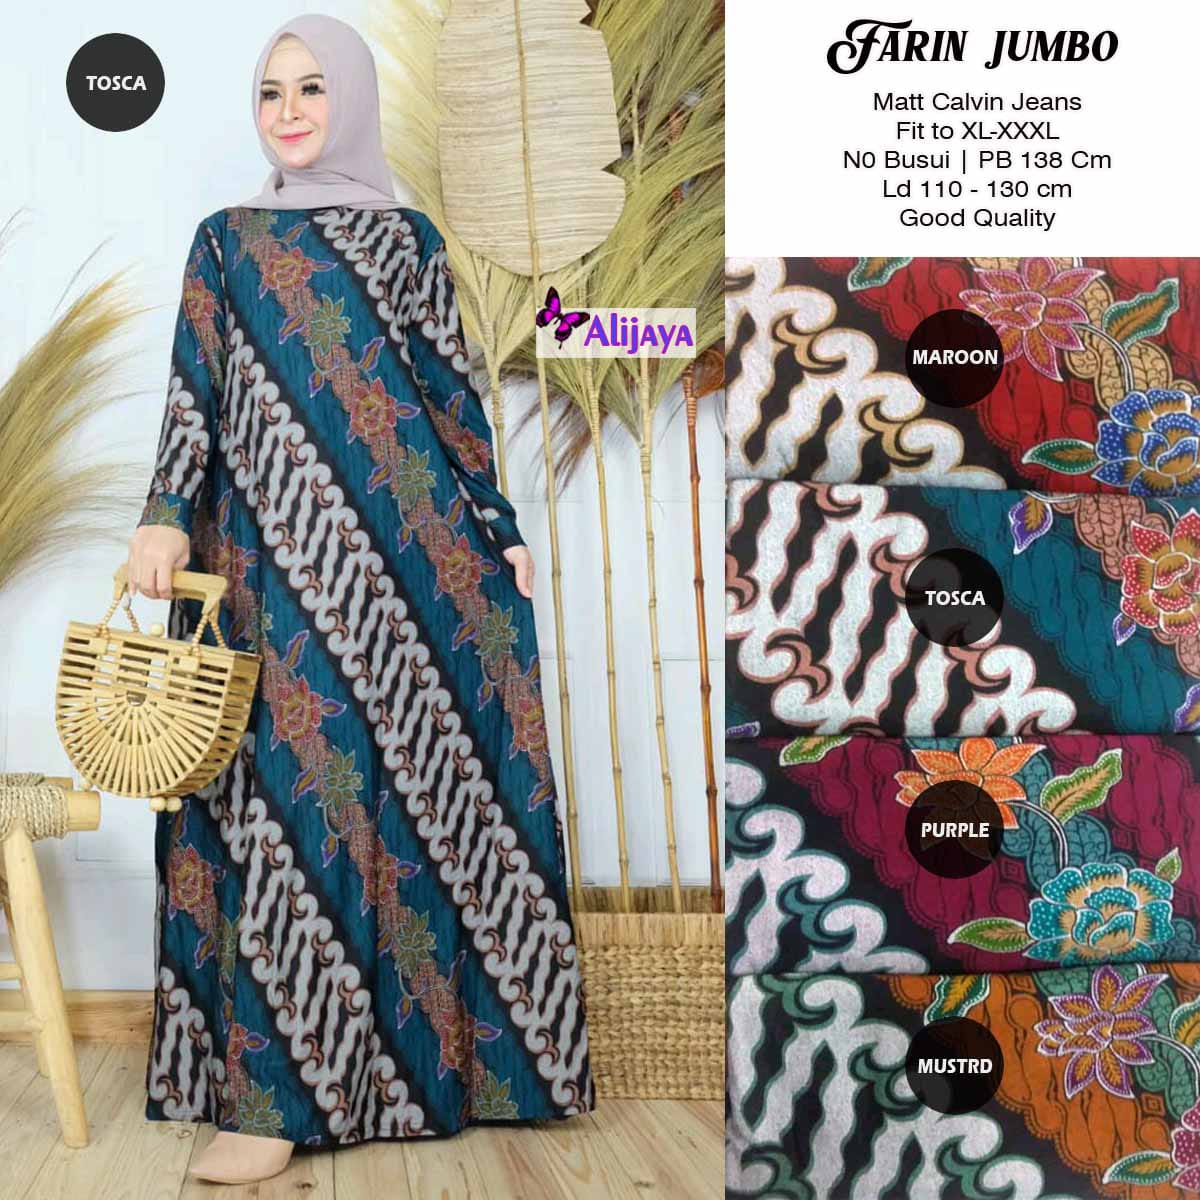 TOSCA
FARIN JUMBO
Matt Calvin Jeans
Fit to XL-XXXL
N0 Busui | PB 138 Cm
Ld 110 - 130 cm
Good Quality
Alijaya
MAROON
TOSCA
PURPLE
MUSTRD